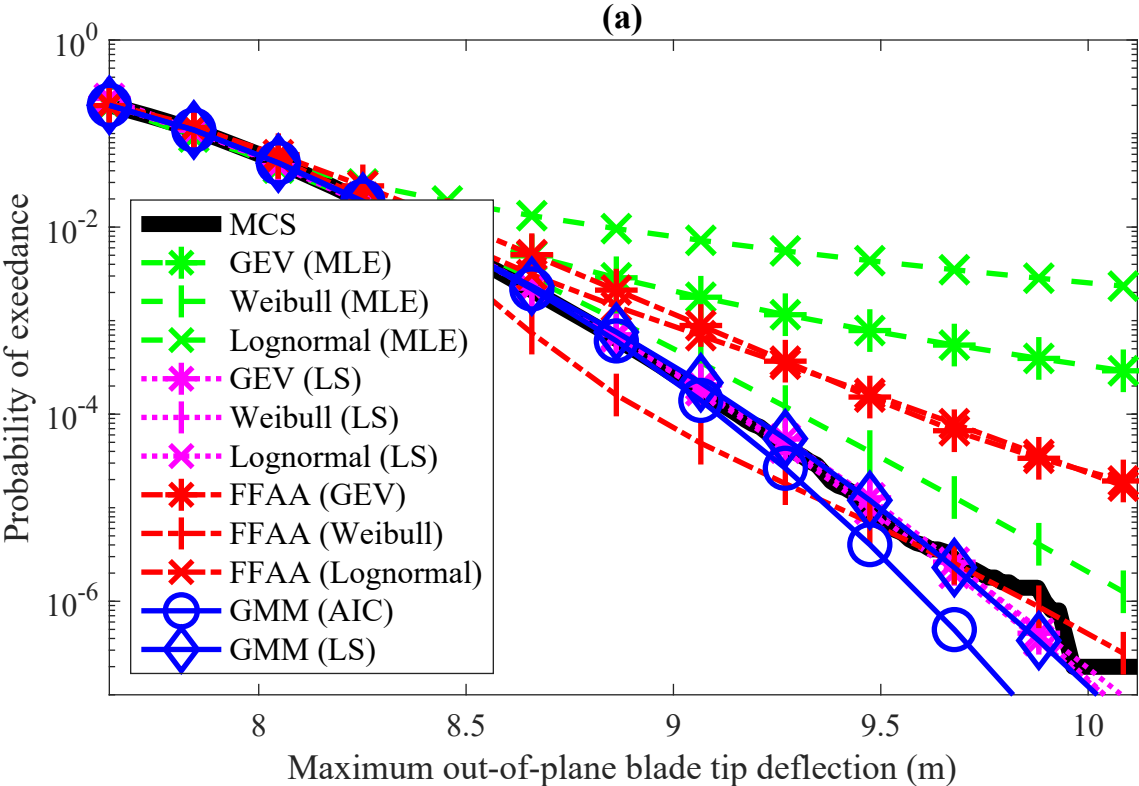 (a)
10^0
10^-2
10^-4
10^-6
Probability of exeedance
MCS
GEV (MLE)
Weibull (MLE)
Lognormal (MLE)
GEV (LS)
Weibull (LS)
Lognormal (LS)
FFAA (GEV)
FFAA (Weibull)
FFAA (Lognormal)
GMM (AIC)
GMM (LS)
8 8.5 9 9.5 10
Maximum out-of-plane blade tip deflection (m)